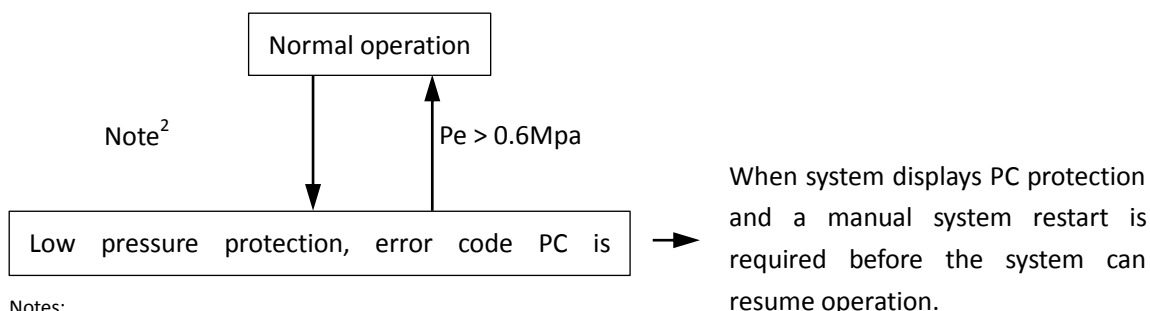 Normal operation
Note²
Pe > 0.6Mpa
Low pressure protection, error code PC is
When system displays PC protection
and a manual system restart is
required before the system can
resume operation.
Notes: